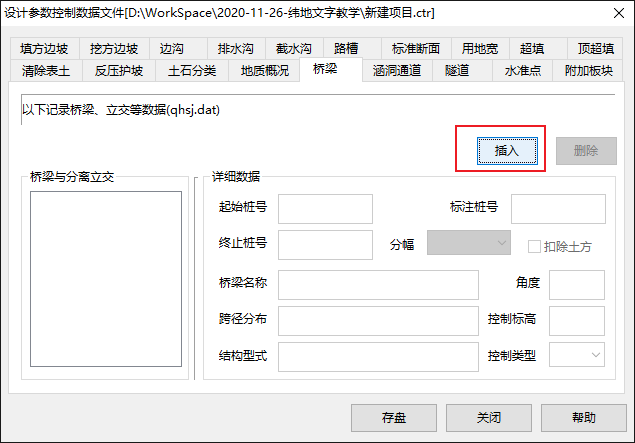 设计参数控制数据文件[D:\WorkSpace\2020-11-26-纬地文字教学\新建项目.ctr]
填方边坡 挖方边坡 边沟 排水沟 截水沟 路槽 标准断面 用地宽 超填 顶超填
清除表土 反压护坡 土石分类 地质概况 桥梁 涵洞通道 隧道 水准点 附加板块
以下记录桥梁、立交等数据(qhsj.dat)
插入 删除
桥梁与分离立交 详细数据
起始桩号 标注桩号
终止桩号 分幅 扣除土方
桥梁名称 角度
跨径分布 控制标高
结构型式 控制类型
存盘 关闭 帮助